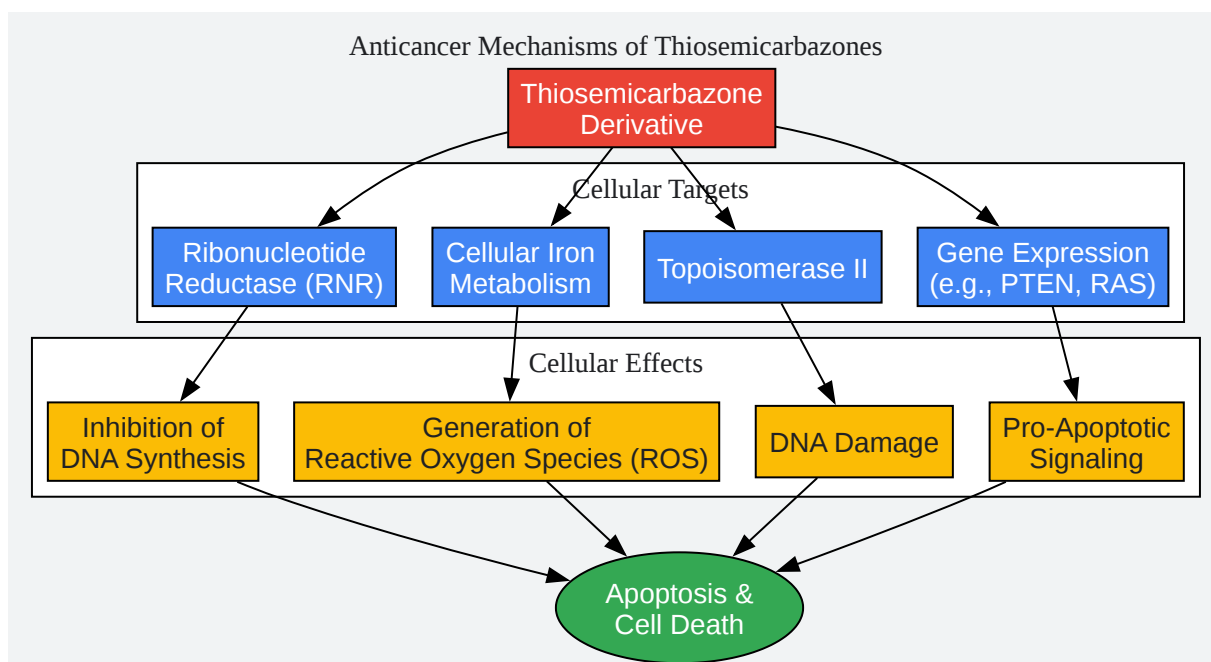 Anticancer Mechanisms of Thiosemicarbazones
Thiosemicarbazone
Derivative
Cellular Targets
Ribonucleotide
Reductase (RNR)
Cellular Iron
Metabolism
Topoisomerase II
Gene Expression
(e.g., PTEN, RAS)
Cellular Effects
Inhibition of
DNA Synthesis
Generation of
Reactive Oxygen Species (ROS)
DNA Damage
Pro-Apoptotic
Signaling
Apoptosis &
Cell Death